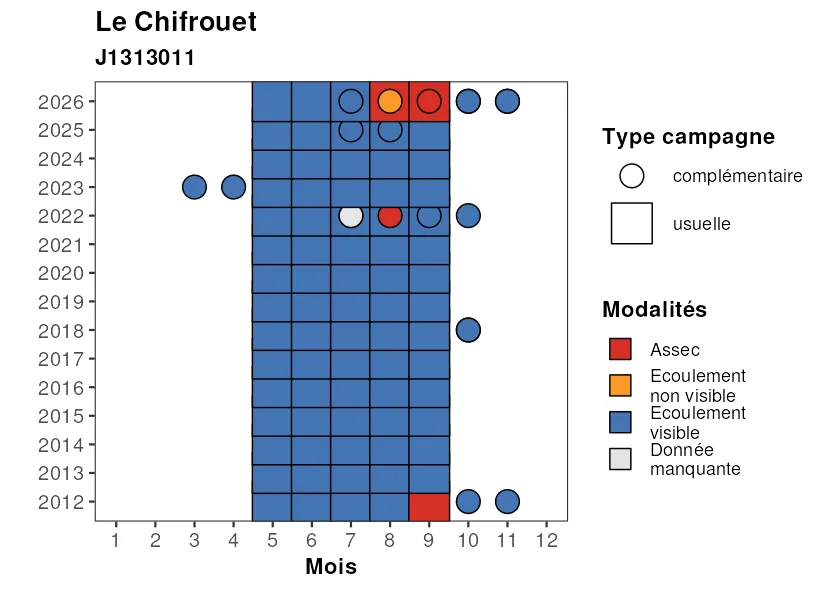 Le Chifrouet
J1313011
2026
2025
2024
2023
2022
2021
2020
2019
2018
2017
2016
2015
2014
2013
2012
1 2 3 4 5 6 7 8 9 10 11 12
Mois
Type campagne
complémentaire
usuelle
Modalités
Assec
Ecoulement
non visible
Ecoulement
visible
Donnée
manquante